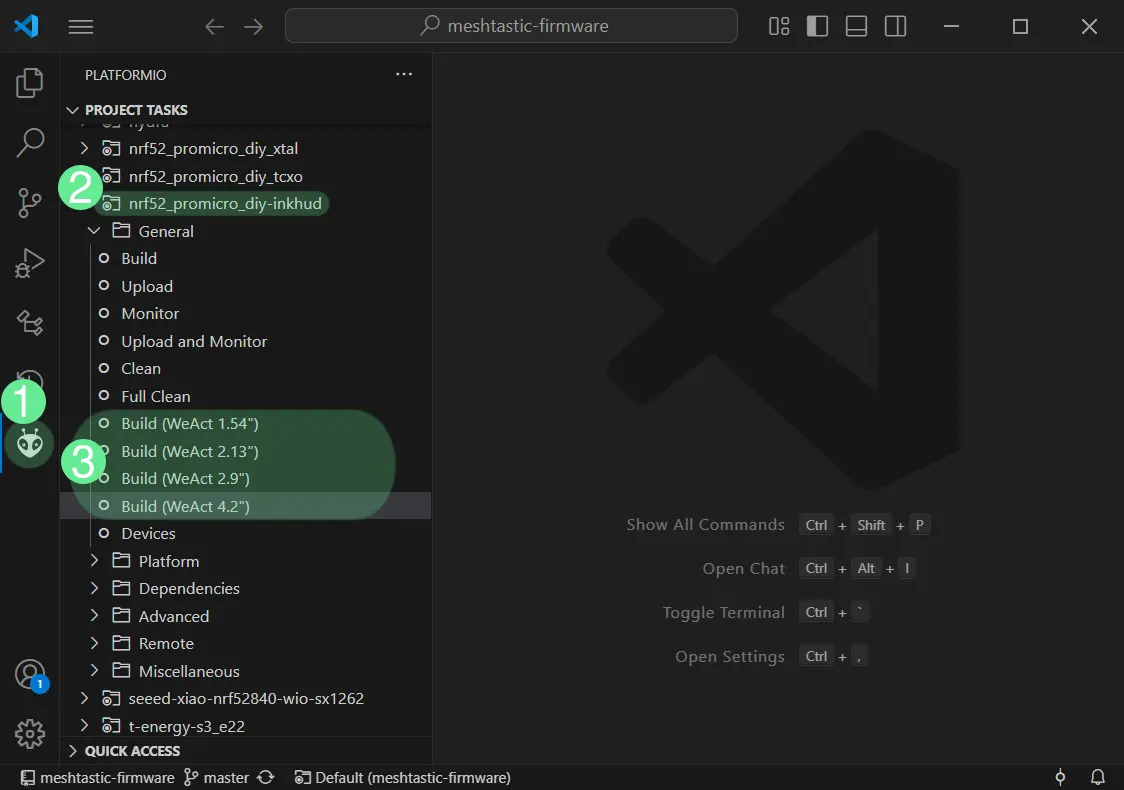 meshtastic-firmware
PLATFORMIO
PROJECT TASKS
nrf52_promicro_diy_xtal
nrf52_promicro_diy_tcxo
2
nrf52_promicro_diy-inkhud
General
Build
Upload
Monitor
Upload and Monitor
Clean
Full Clean
1
Build (WeAct 1.54")
Build (WeAct 2.13")
3
Build (WeAct 2.9")
Build (WeAct 4.2")
Devices
Platform
Dependencies
Advanced
Remote
Miscellaneous
seeed-xiao-nrf52840-wio-sx1262
t-energy-s3_e22
QUICK ACCESS
Show All Commands Ctrl + Shift + P
Open Chat Ctrl + Alt + I
Toggle Terminal Ctrl + `
Open Settings Ctrl + ,
1
meshtastic-firmware master Default (meshtastic-firmware)